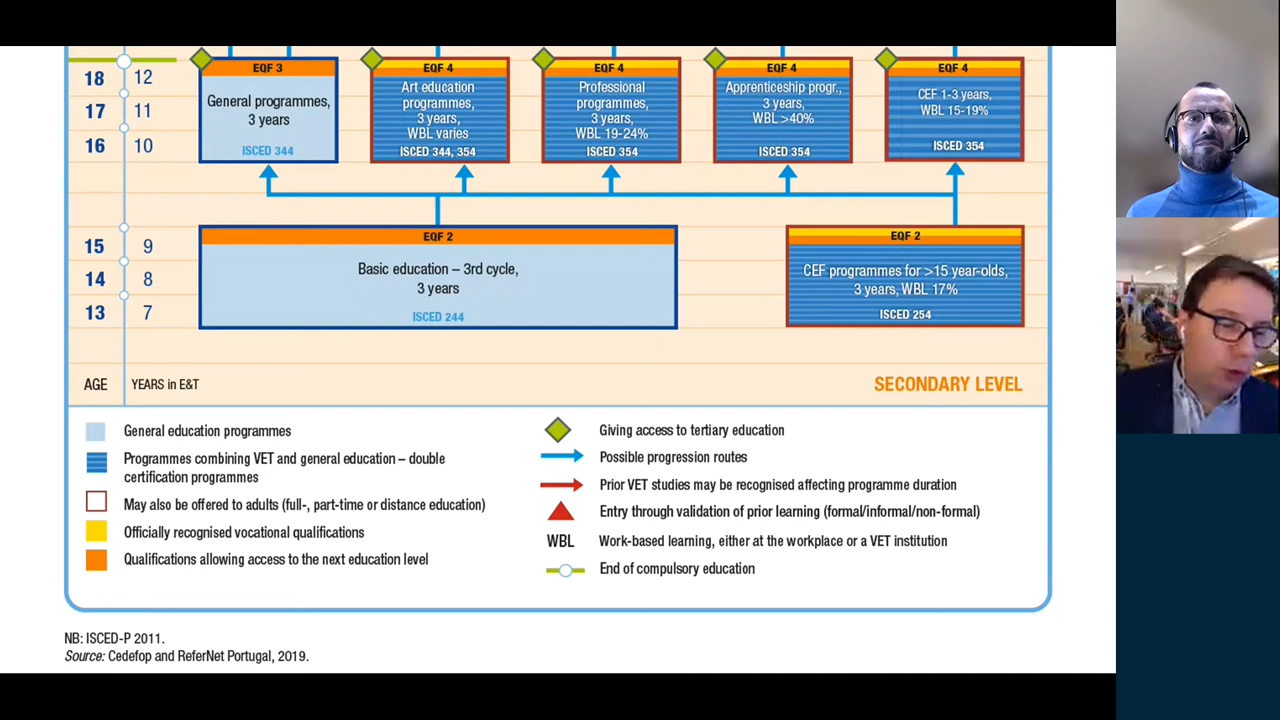 18 12
17 11
16 10
EQF 3
General programmes,
3 years
ISCED 344
EQF 4
Art education
programmes,
3 years,
WBL varies
ISCED 344, 354
EQF 4
Professional
programmes,
3 years,
WBL 19-24%
ISCED 354
EQF 4
Apprenticeship progr.,
3 years,
WBL >40%
ISCED 354
EQF 4
CEF 1-3 years,
WBL 15-19%
ISCED 354
15 9
14 8
13 7
EQF 2
Basic education – 3rd cycle,
3 years
ISCED 244
EQF 2
CEF programmes for >15 year-olds,
3 years, WBL 17%
ISCED 254
AGE YEARS in E&T
SECONDARY LEVEL
General education programmes
Programmes combining VET and general education – double
certification programmes
May also be offered to adults (full-, part-time or distance education)
Officially recognised vocational qualifications
Qualifications allowing access to the next education level
Giving access to tertiary education
Possible progression routes
Prior VET studies may be recognised affecting programme duration
Entry through validation of prior learning (formal/informal/non-formal)
WBL Work-based learning, either at the workplace or a VET institution
End of compulsory education
NB: ISCED-P 2011.
Source: Cedefop and ReferNet Portugal, 2019.